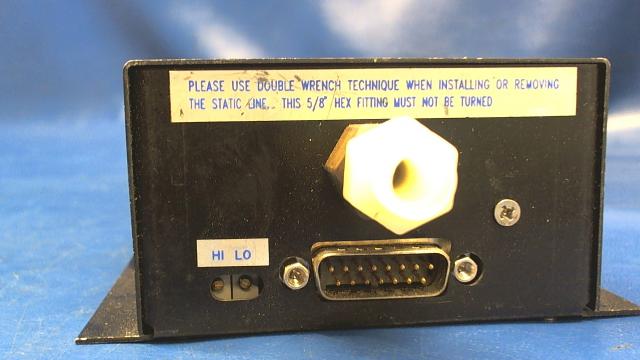 PLEASE USE DOUBLE WRENCH TECHNIQUE WHEN INSTALLING OR REMOVING
THE STATIC LINE. THIS 5/8" HEX FITTING MUST NOT BE TURNED
HI LO